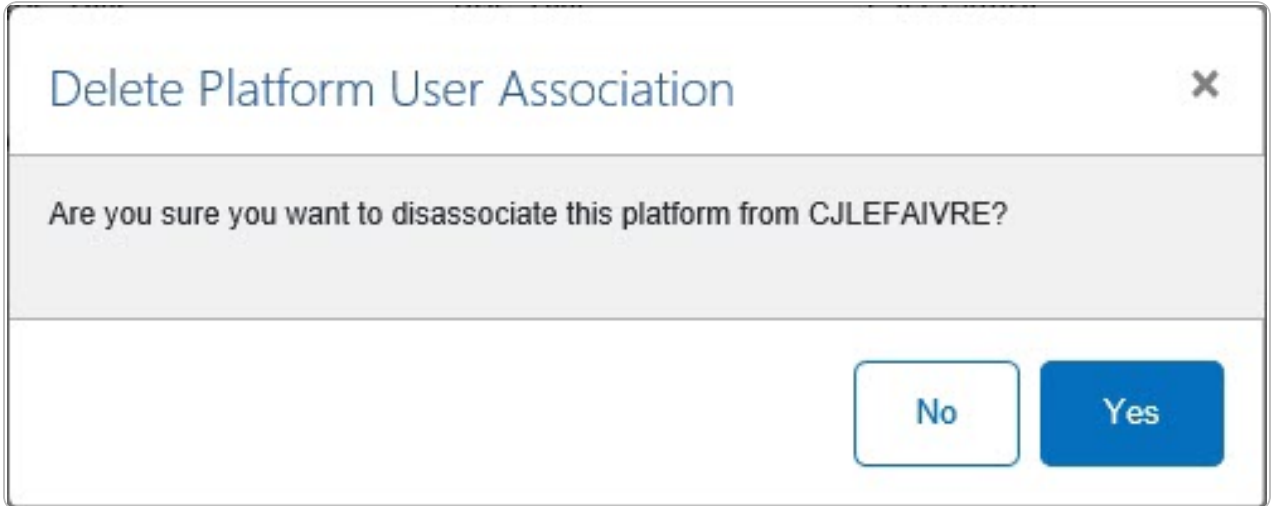 Delete Platform User Association
×
Are you sure you want to disassociate this platform from CJLEFAIVRE?
No
Yes